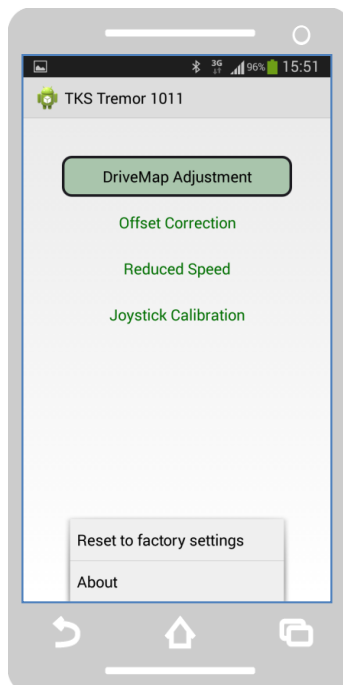 3G 96% 15:51
TKS Tremor 1011
DriveMap Adjustment
Offset Correction
Reduced Speed
Joystick Calibration
Reset to factory settings
About